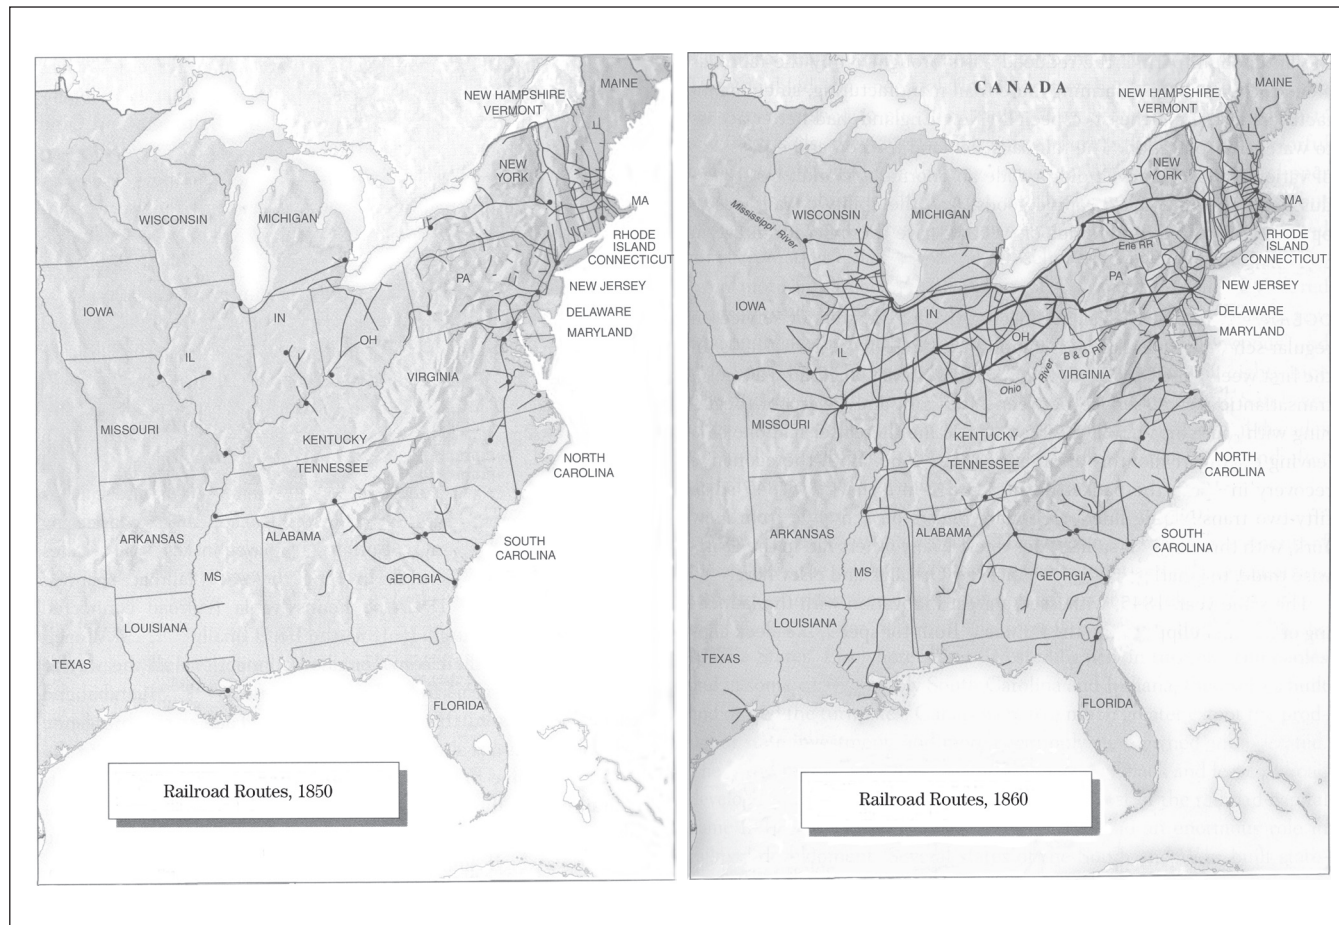 MAINE
NEW HAMPSHIRE
VERMONT
NEW
YORK
MA
WISCONSIN
MICHIGAN
RHODE
ISLAND
CONNECTICUT
PA
NEW JERSEY
IOWA
IN
DELAWARE
MARYLAND
OH
IL
VIRGINIA
MISSOURI
KENTUCKY
TENNESSEE
NORTH
CAROLINA
ARKANSAS
ALABAMA
SOUTH
CAROLINA
MS
GEORGIA
LOUISIANA
TEXAS
FLORIDA
Railroad Routes, 1850
CANADA
MAINE
NEW HAMPSHIRE
VERMONT
NEW
YORK
MA
Mississippi River
WISCONSIN
MICHIGAN
RHODE
ISLAND
CONNECTICUT
Erie RR
PA
NEW JERSEY
IOWA
IN
DELAWARE
MARYLAND
OH
IL
B & O RR
Ohio River
VIRGINIA
MISSOURI
KENTUCKY
TENNESSEE
NORTH
CAROLINA
ARKANSAS
ALABAMA
SOUTH
CAROLINA
MS
GEORGIA
LOUISIANA
TEXAS
FLORIDA
Railroad Routes, 1860